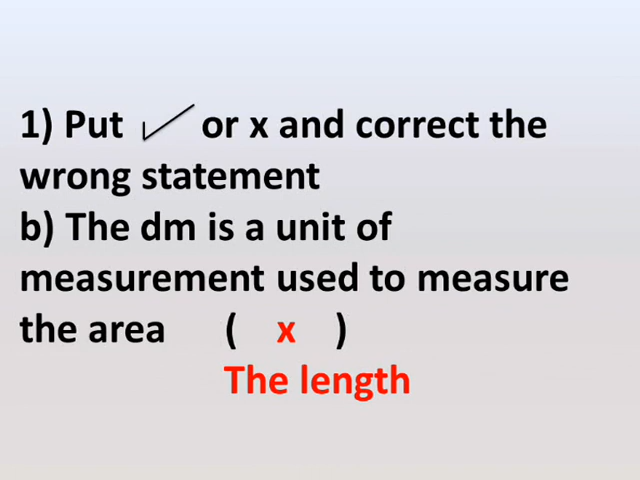 1) Put ✓ or x and correct the
wrong statement
b) The dm is a unit of
measurement used to measure
the area ( x )
The length